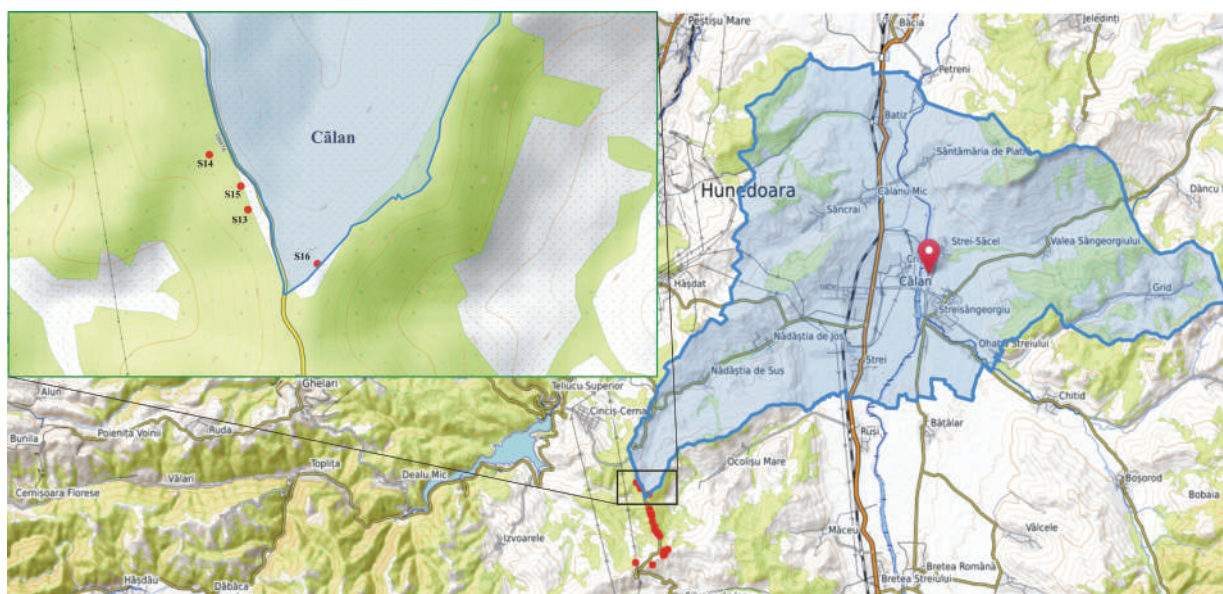 Călan
S14
S15
S13
S16
Peștișu Mare
Băcia
Jeledinți
Petreni
Batiz
Sântămăria de Piatră
Hunedoara
Călanu Mic
Dâncu
Sâncrai
Strei-Săcel
Valea Sângeorgiului
Hășdat
Călan
Grid
Streisângeorgiu
Nădăștia de Jos
Ohaba Streiului
Nădăștia de Sus
Strei
Chitid
Ghelari
Teliucu Superior
Alun
Cinciș-Cerna
Poienița Voinii
Ruda
Bunila
Ruși
Bățălar
Toplița
Dealu Mic
Ocolișu Mare
Vălari
Boșorod
Cernișoara Florese
Bobaia
Izvoarele
Măceu
Vâlcele
Hășdău
Dăbâca
Bretea Română
Bretea Streiului